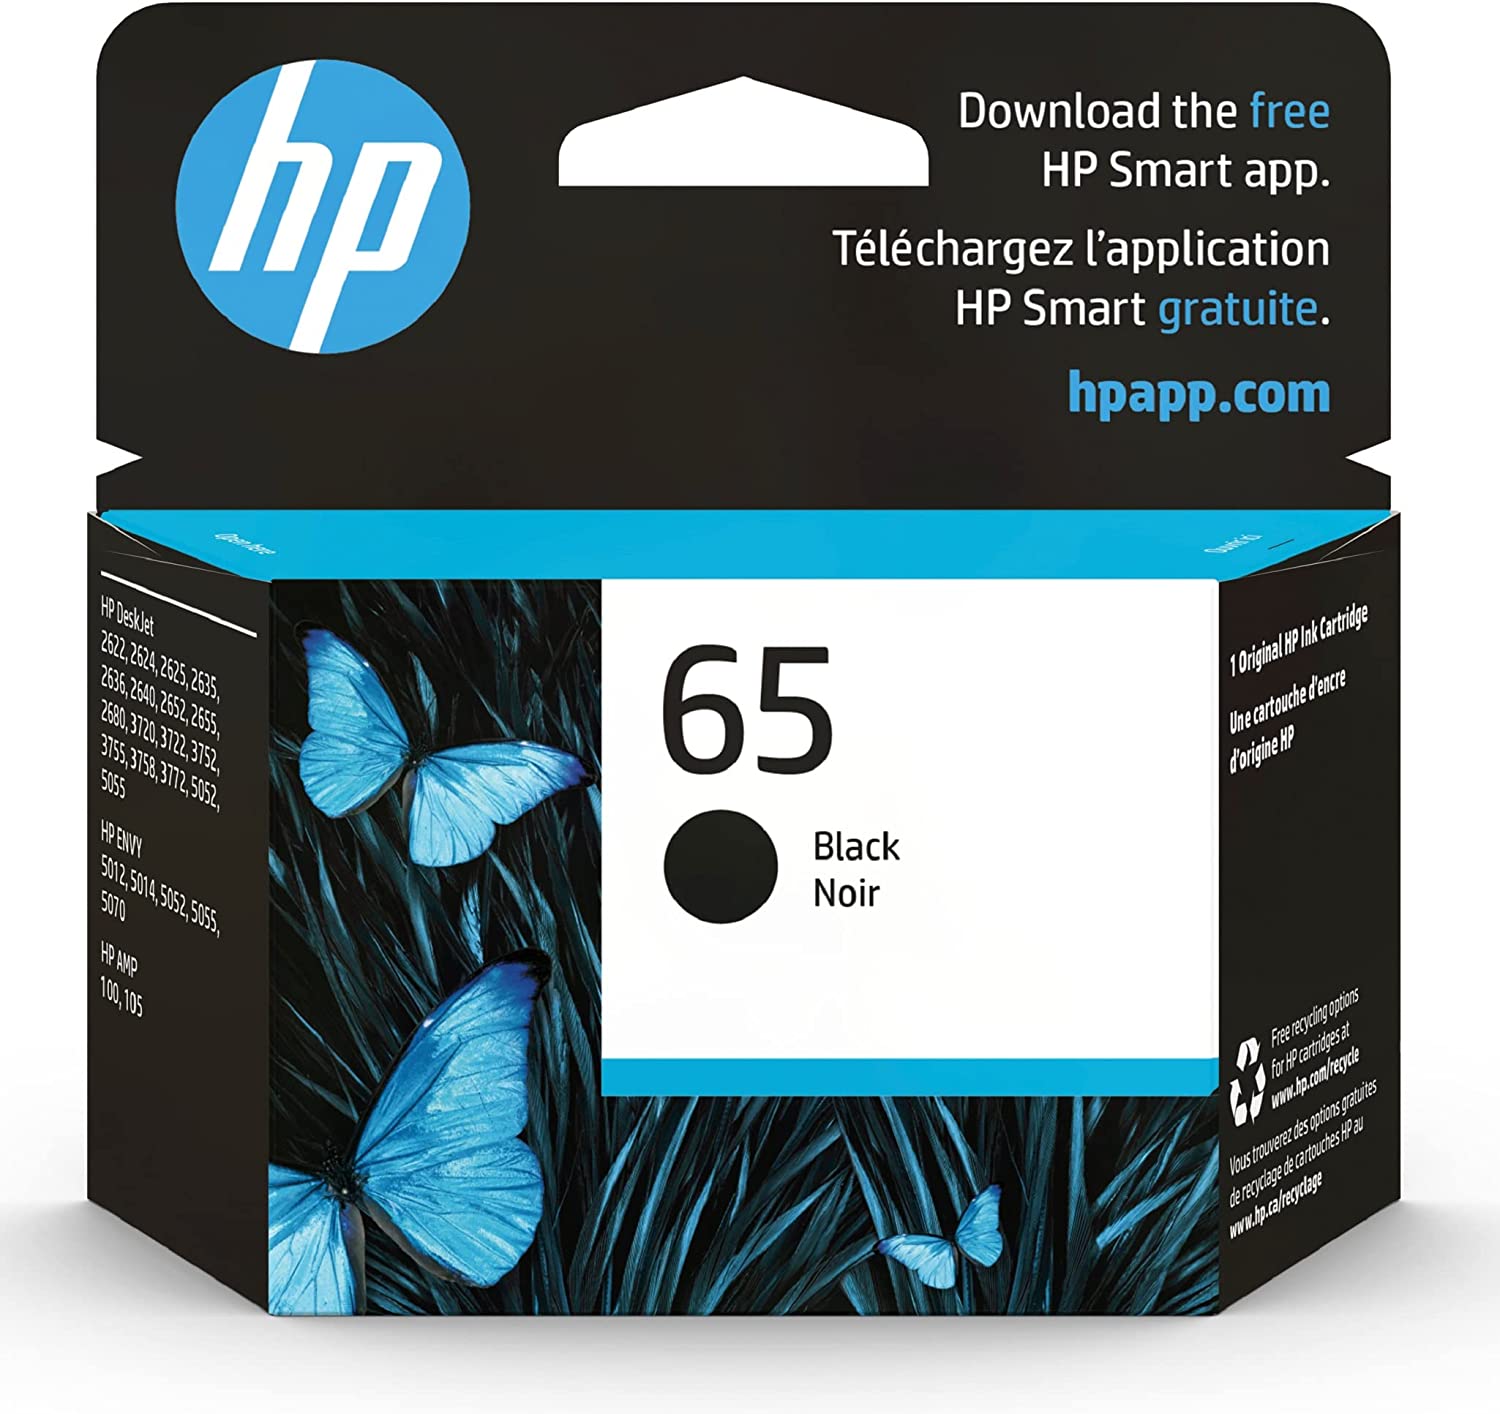 hp
Download the free
HP Smart app.
Téléchargez l'application
HP Smart gratuite.
hpapp.com
Open here
Ouvrir ici
HP DeskJet
2622, 2624, 2625, 2635,
2636, 2640, 2652, 2655,
2680, 3720, 3722, 3752,
3755, 3758, 3772, 5052,
5055
HP ENVY
5012, 5014, 5052, 5055,
5070
HP AMP
100, 105
65
Black
Noir
1 Original HP Ink Cartridge
Une cartouche d'encre
d'origine HP
Free recycling options
for HP cartridges at
www.hp.com/recycle
Vous trouverez des options gratuites
de recyclage de cartouches HP au
www.hp.ca/recyclage